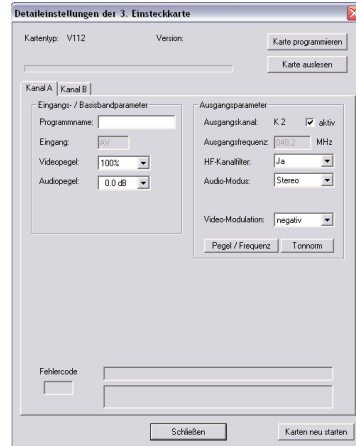 Detaileinstellungen der 3. Einsteckkarte
Kartentyp: V112 Version:
Karte programmieren
Karte auslesen
Kanal A Kanal B
Eingangs- / Basisbandparameter
Programmname:
Eingang: AV
Videopegel: 100%
Audiopegel: 0.0 dB
Ausgangsparameter
Ausgangskanal: K 2 aktiv
Ausgangsfrequenz 048.2 MHz
HF-Kanalfilter: Ja
Audio-Modus: Stereo
Video-Modulation: negativ
Pegel / Frequenz Tonnorm
Fehlercode
Schließen Karten neu starten